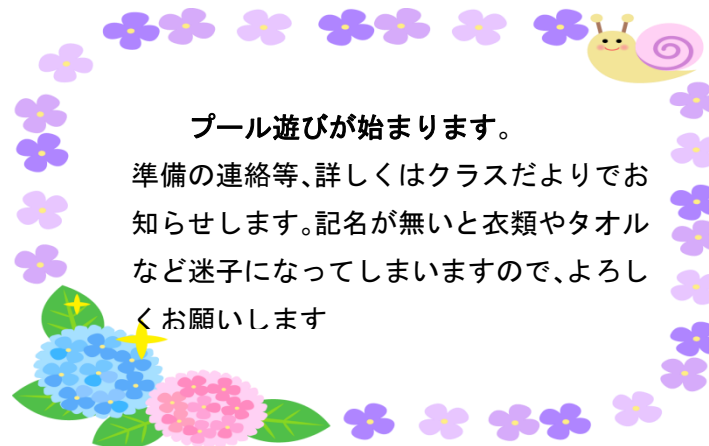 プール遊びが始まります。
準備の連絡等、詳しくはクラスだよりでお
知らせします。記名が無いと衣類やタオル
など迷子になってしまいますので、よろし
くお願いします